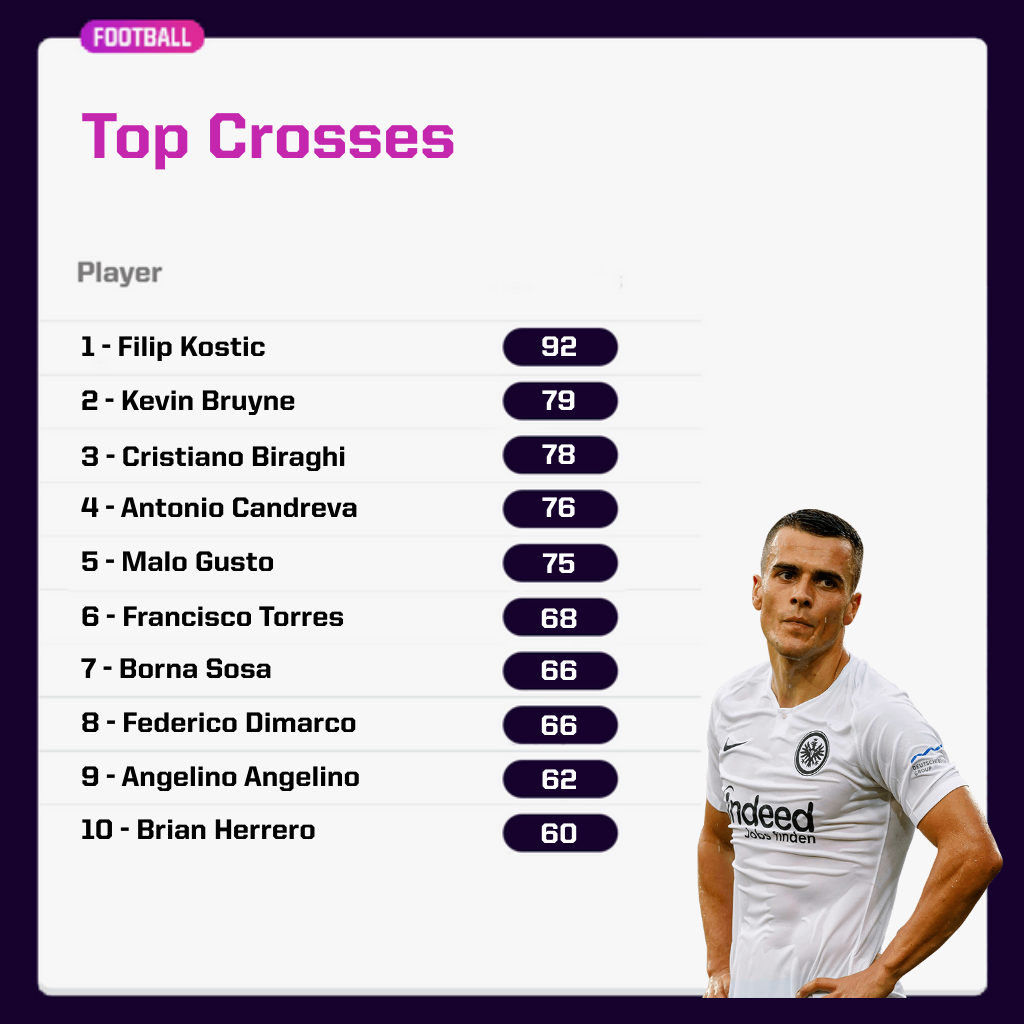 FOOTBALL
Top Crosses
Player
1 - Filip Kostic 92
2 - Kevin Bruyne 79
3 - Cristiano Biraghi 78
4 - Antonio Candreva 76
5 - Malo Gusto 75
6 - Francisco Torres 68
7 - Borna Sosa 66
8 - Federico Dimarco 66
9 - Angelino Angelino 62
10 - Brian Herrero 60
DEUTSCHE
GROUP
indeed
Jobs finden